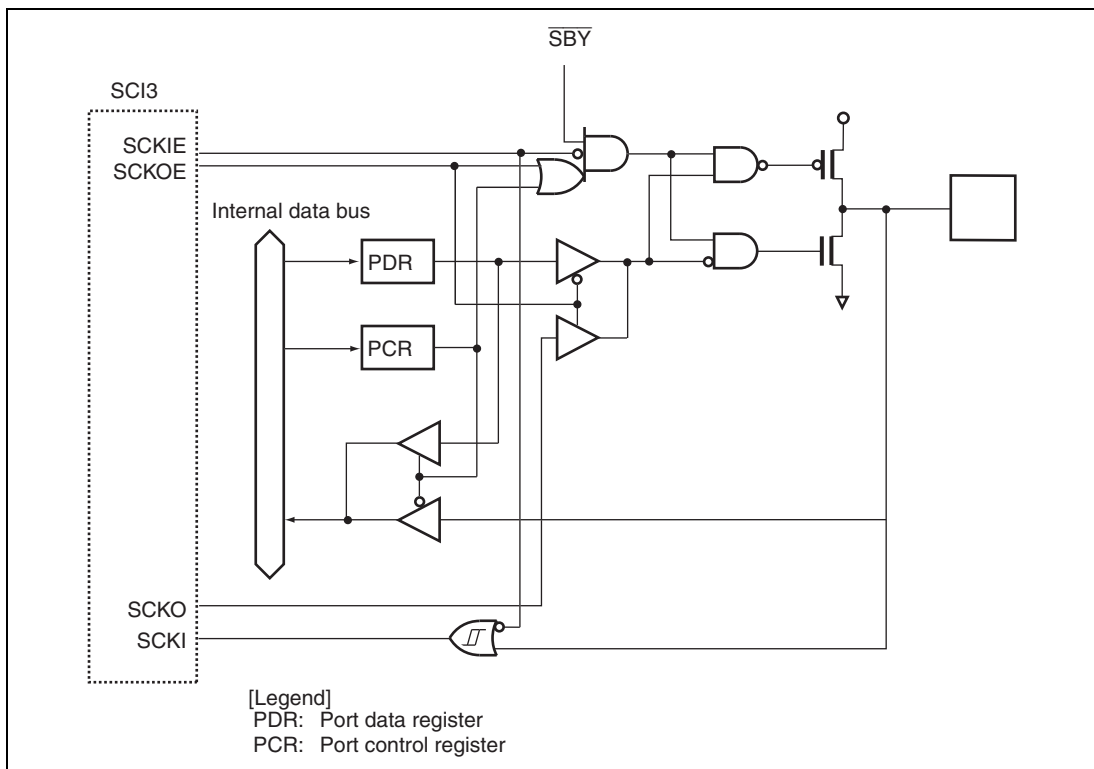 SBY
SCI3
SCKIE
SCKOE
Internal data bus
PDR
PCR
SCKO
SCKI
[Legend]
PDR: Port data register
PCR: Port control register